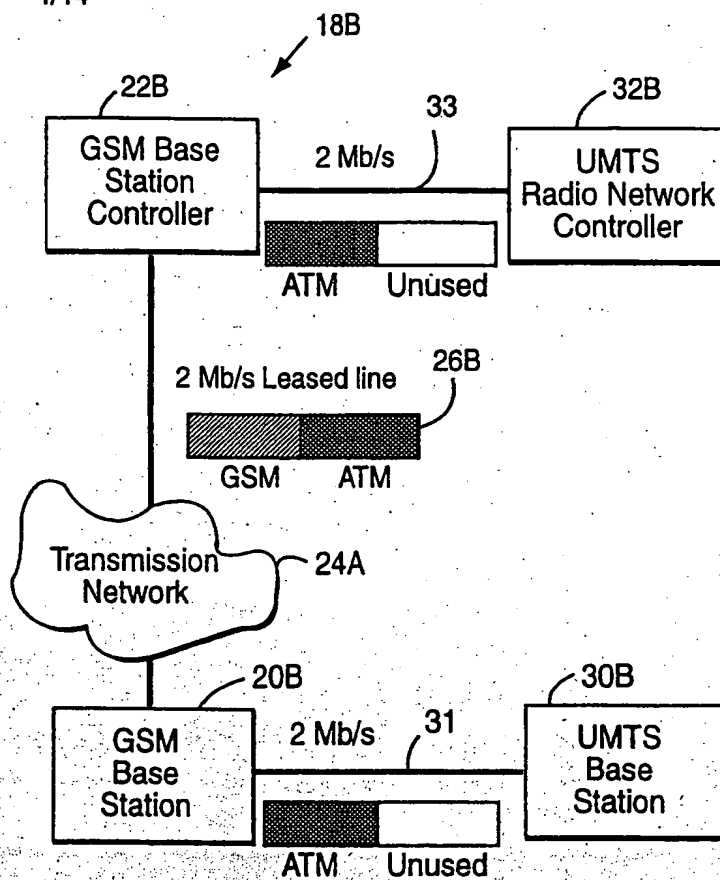 18B
22B
33
32B
GSM Base
Station
Controller
2 Mb/s
UMTS
Radio Network
Controller
ATM
Unused
2 Mb/s Leased line
26B
GSM
ATM
Transmission
Network
24A
20B
30B
GSM
Base
Station
2 Mb/s
31
UMTS
Base
Station
ATM
Unused